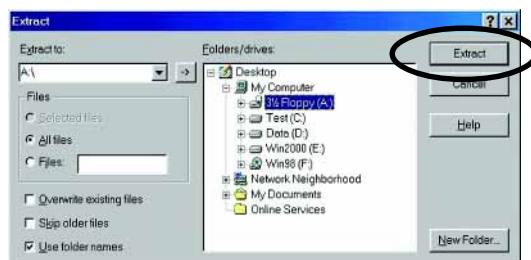 Extract
Extract to:
A:\
Files
Selected files
All files
Files:
Overwrite existing files
Skip older files
Use folder names
Folders/drives:
Desktop
My Computer
3½ Floppy (A:)
Test (C:)
Data (D:)
Win2000 (E:)
Win98 (F:)
Network Neighborhood
My Documents
Online Services
Extract
Cancel
Help
New Folder...